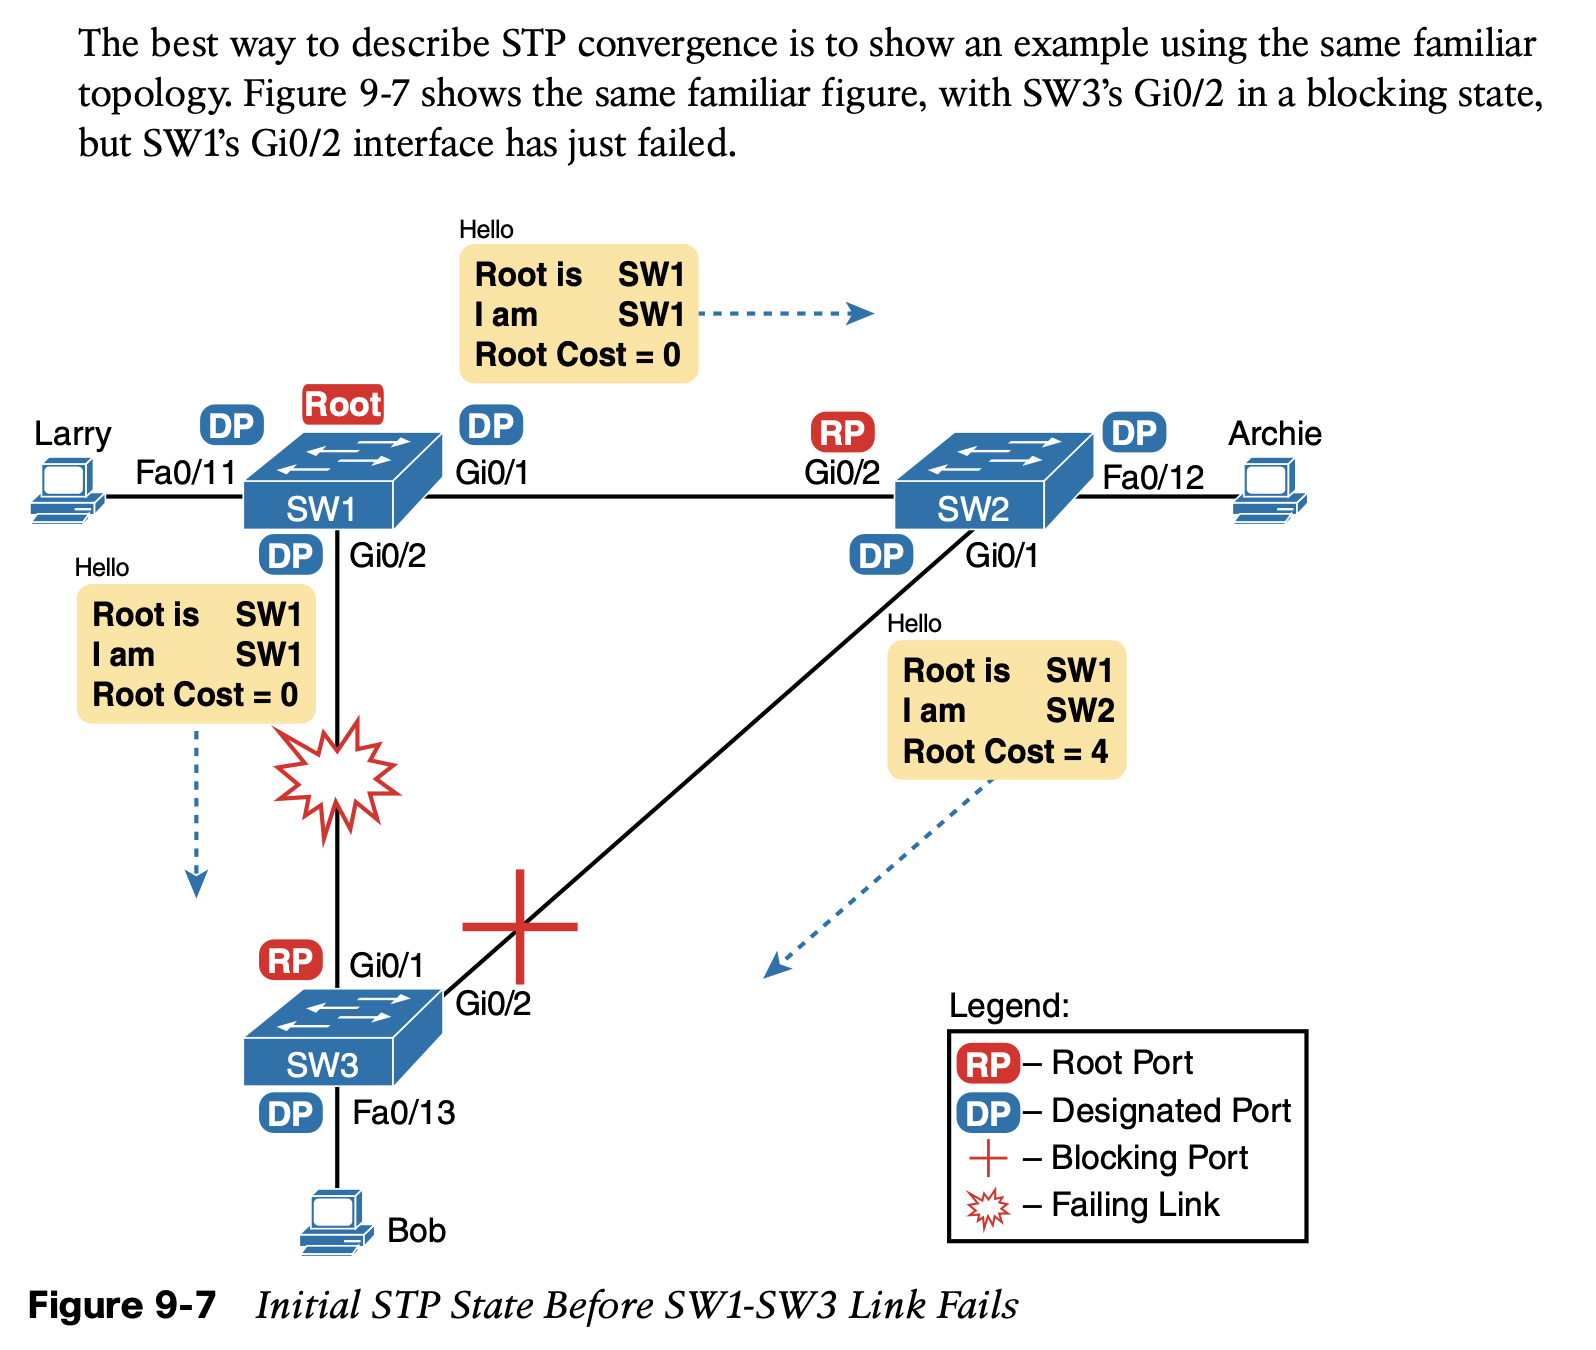 The best way to describe STP convergence is to show an example using the same familiar
topology. Figure 9-7 shows the same familiar figure, with SW3’s Gi0/2 in a blocking state,
but SW1’s Gi0/2 interface has just failed.
Hello
Root is SW1
I am SW1
Root Cost = 0
Larry
DP
Root
DP
RP
DP
Archie
Fa0/11
Gi0/1
Gi0/2
Fa0/12
SW1
SW2
DP
Gi0/2
DP
Gi0/1
Hello
Root is SW1
I am SW1
Root Cost = 0
Hello
Root is SW1
I am SW2
Root Cost = 4
RP
Gi0/1
Gi0/2
SW3
DP
Fa0/13
Bob
Legend:
RP – Root Port
DP – Designated Port
– Blocking Port
– Failing Link
Figure 9-7 Initial STP State Before SW1-SW3 Link Fails